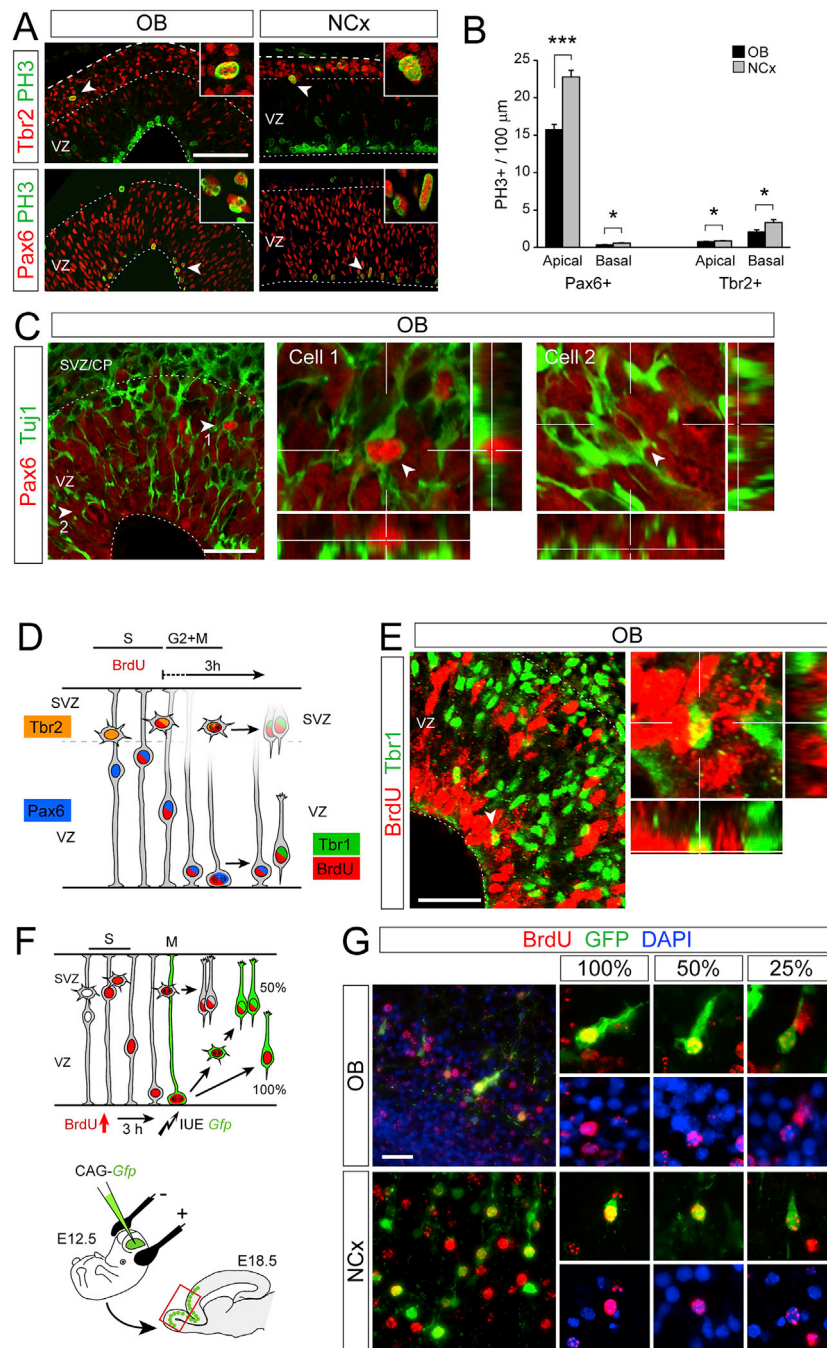 A
OB
NCx
Tbr2 PH3
VZ
VZ
Pax6 PH3
VZ
VZ
B
***
OB
NCx
PH3+ / 100 µm
25
20
15
10
5
0
*
*
*
Apical
Basal
Apical
Basal
Pax6+
Tbr2+
C
OB
Pax6 Tuj1
SVZ/CP
VZ
1
2
Cell 1
Cell 2
D
S
G2+M
BrdU
3h
SVZ
SVZ
Tbr2
Pax6
VZ
VZ
Tbr1
BrdU
E
OB
BrdU Tbr1
VZ
F
S
M
SVZ
50%
VZ
100%
BrdU
3 h
IUE Gfp
CAG-Gfp
-
+
E12.5
E18.5
G
BrdU GFP DAPI
100%
50%
25%
OB
NCx